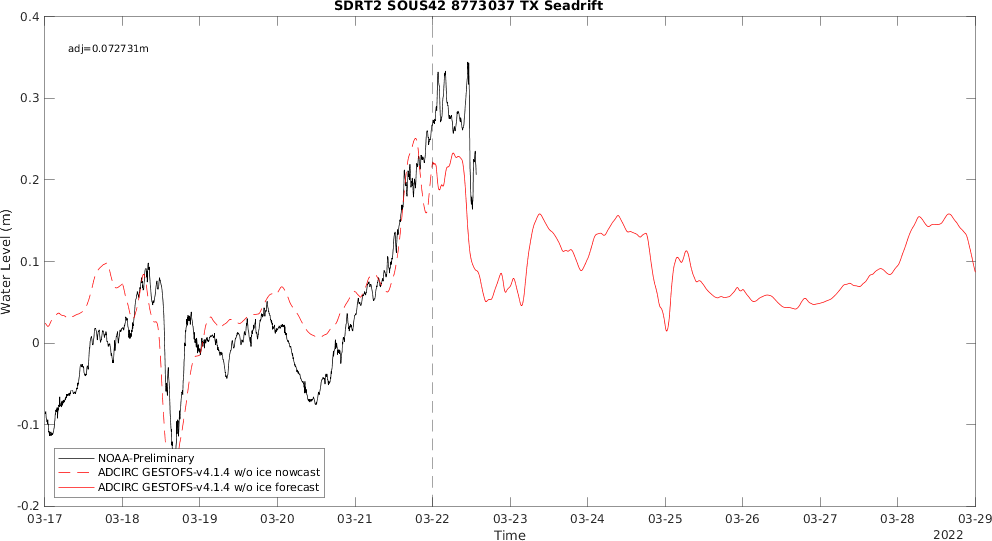 SDRT2 SOUS42 8773037 TX Seadrift
adj=0.072731m
Water Level (m)
0.4
0.3
0.2
0.1
0
-0.1
-0.2
NOAA-Preliminary
ADCIRC GESTOFS-v4.1.4 w/o ice nowcast
ADCIRC GESTOFS-v4.1.4 w/o ice forecast
03-17 03-18 03-19 03-20 03-21 03-22 03-23 03-24 03-25 03-26 03-27 03-28 03-29
Time
2022